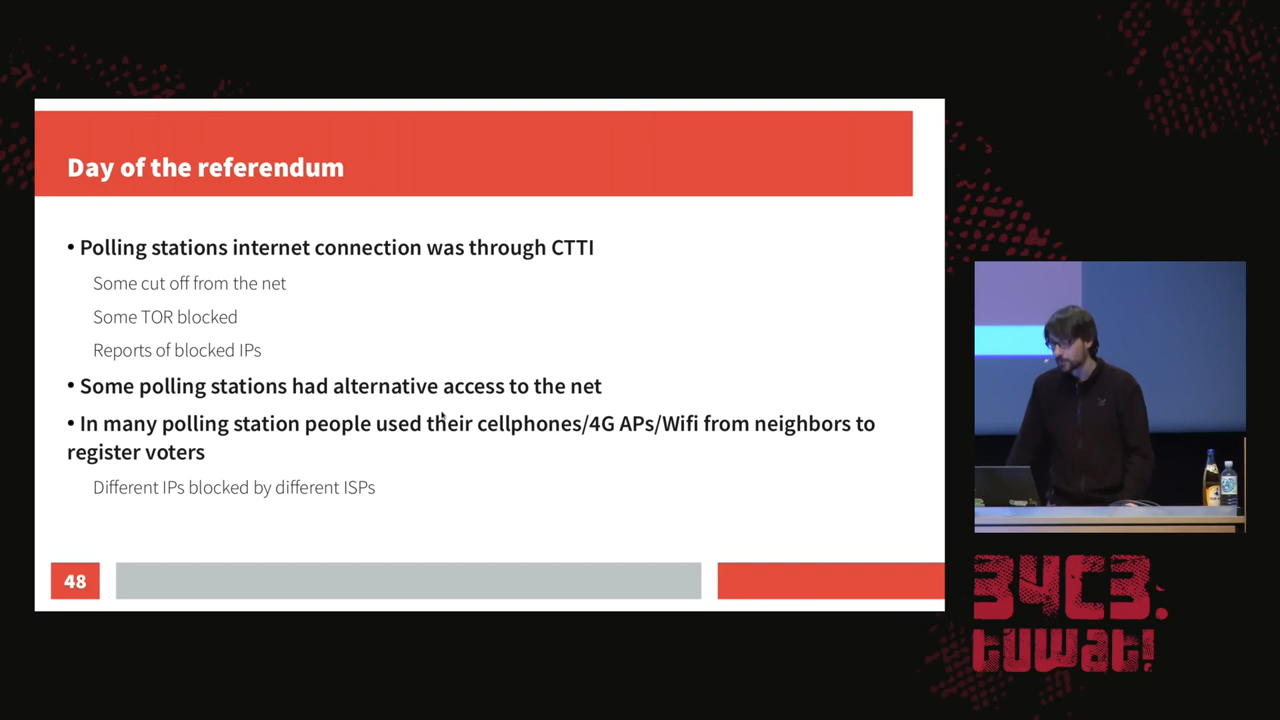 Day of the referendum
• Polling stations internet connection was through CTTI
Some cut off from the net
Some TOR blocked
Reports of blocked IPs
• Some polling stations had alternative access to the net
• In many polling station people used their cellphones/4G APs/Wifi from neighbors to
register voters
Different IPs blocked by different ISPs
48
34C3.
tuwat!